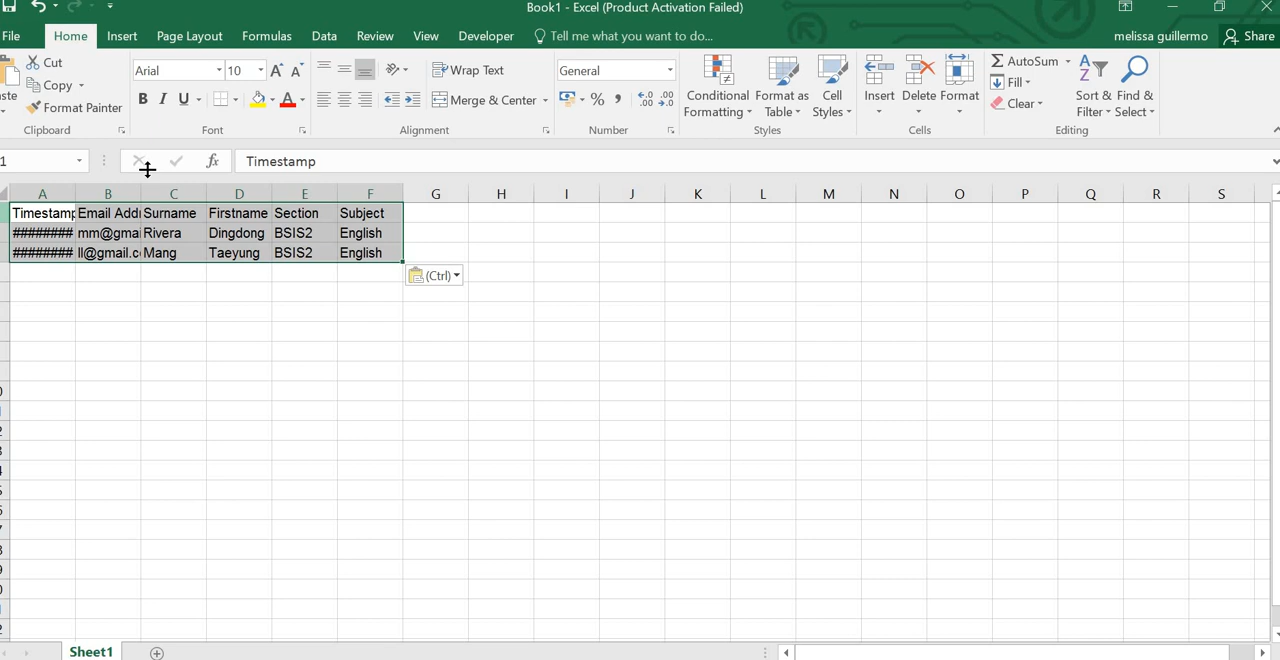 Book1 - Excel (Product Activation Failed)
File Home Insert Page Layout Formulas Data Review View Developer Tell me what you want to do... melissa guillermo Share
Cut
Copy
Format Painter
Clipboard
Arial 10
B I U A
Font
Wrap Text
Merge & Center
Alignment
General
%
Number
Conditional Formatting
Format as Table
Cell Styles
Styles
Insert Delete Format
Cells
AutoSum
Fill
Clear
Sort & Filter
Find & Select
Editing
fx Timestamp
A B C D E F G H I J K L M N O P Q R S
Timestamp Email Addr Surname Firstname Section Subject
######## mm@gmai Rivera Dingdong BSIS2 English
######## ll@gmail.c Mang Taeyung BSIS2 English
(Ctrl)
Sheet1